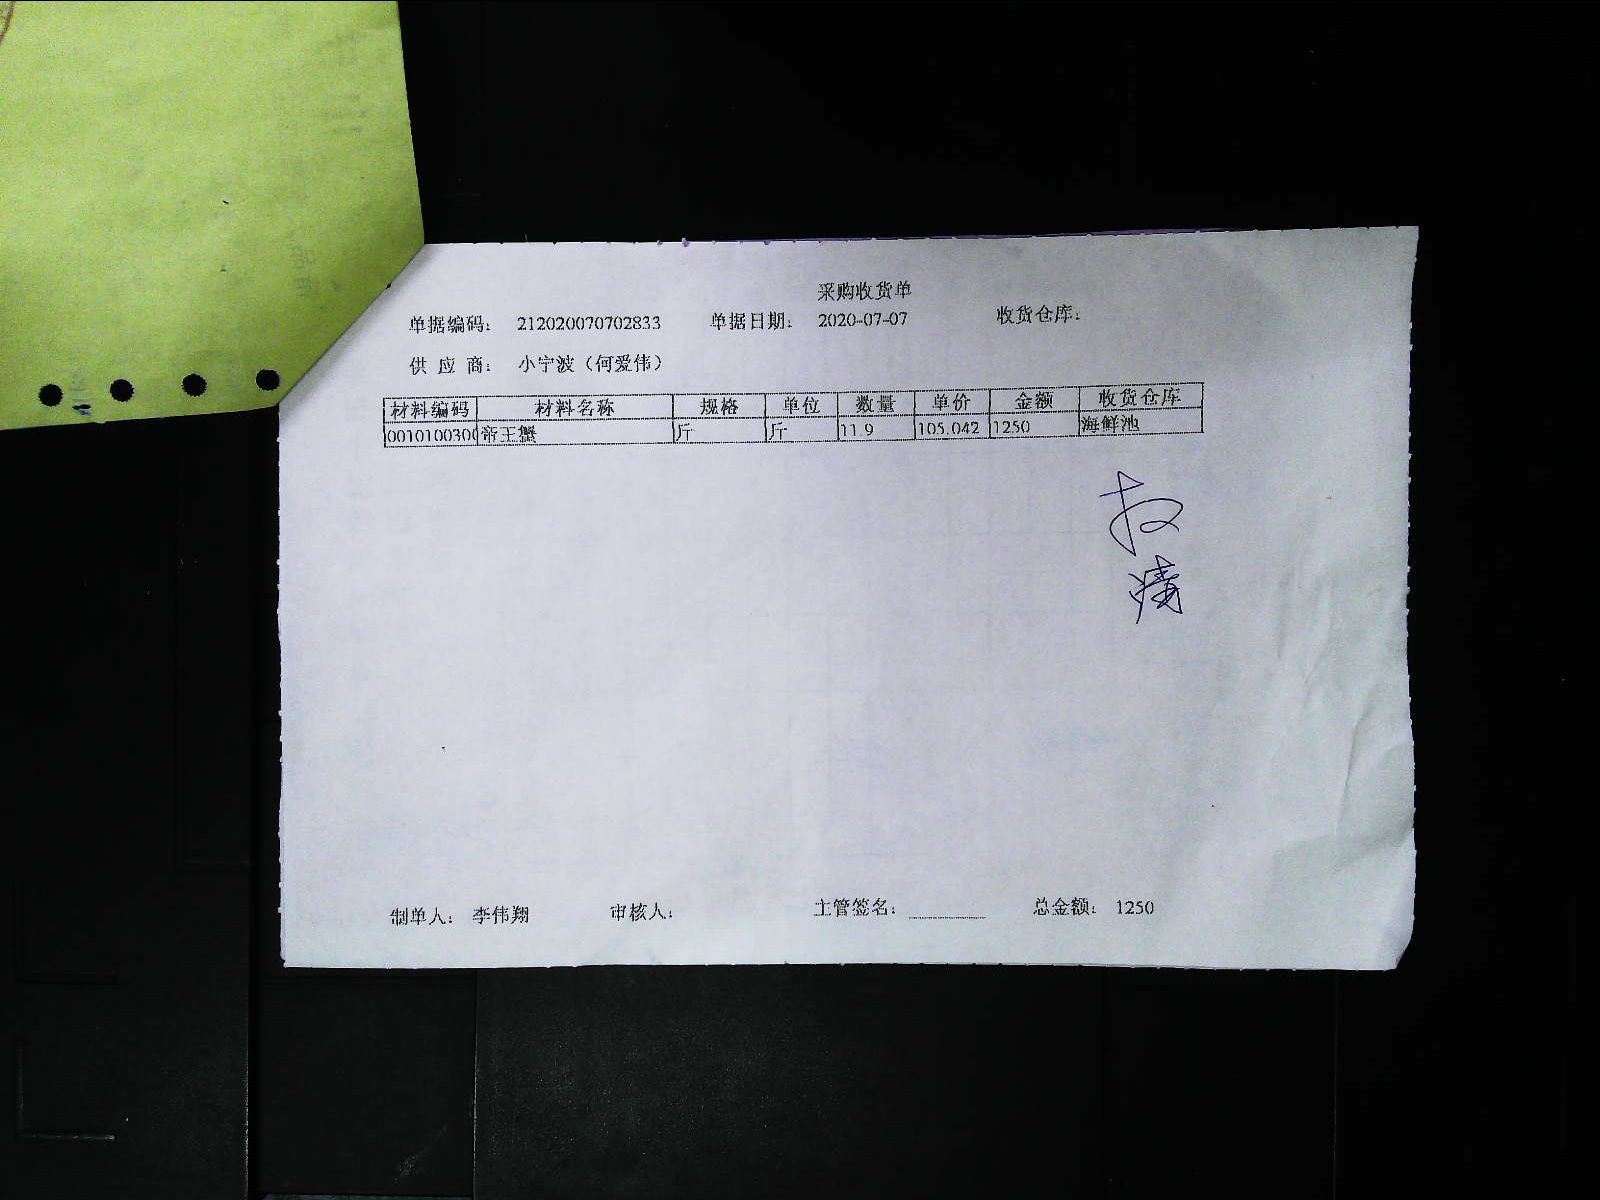 采购收货单
单据编码： 212020070702833 单据日期： 2020-07-07 收货仓库：
供 应 商： 小宁波（何爱伟）
材料编码 材料名称 规格 单位 数量 单价 金额 收货仓库
0010100300 帝王蟹 斤 斤 11.9 105.042 1250 海鲜池
制单人： 李伟翔 审核人： 主管签名： 总金额： 1250